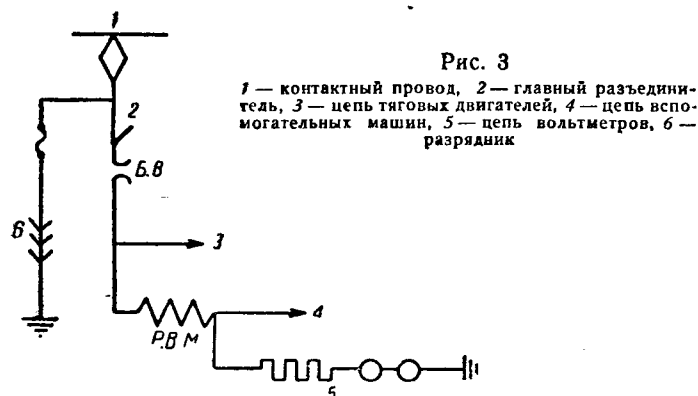 1
Рис. 3
1 — контактный провод, 2 — главный разъедини-
тель, 3 — цепь тяговых двигателей, 4 — цепь вспо-
могательных машин, 5 — цепь вольтметров, 6 —
разрядник
2
Б.В
6
3
4
Р.В М
5